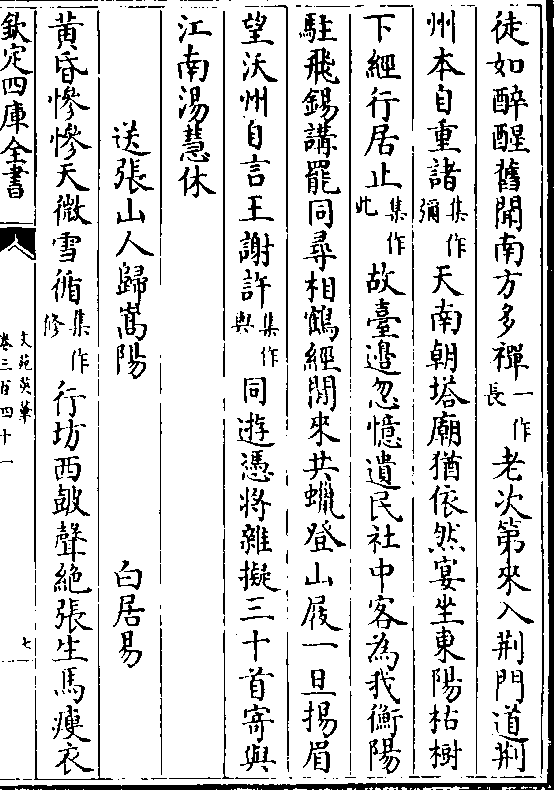 徒如醉醒舊聞南方多禪一作長老次第來入荆門道荆
州本自重諸集作彌天南朝塔廟猶依然宴坐東陽枯樹
下經行居止集作此故臺邉忽憶遺民社中客為我衡陽
駐飛錫講罷同尋相鶴經閒來共蠟登山屐一旦揚眉
望沃州自言王謝許集作與同遊憑將雜擬三十首寄與
江南湯慧休
送張山人歸嵩陽 白居易
黄昏慘慘天微雪循集作修行坊西鼓聲絶張生馬瘦衣
欽定四庫全書
文苑英華
卷三百四十一
七